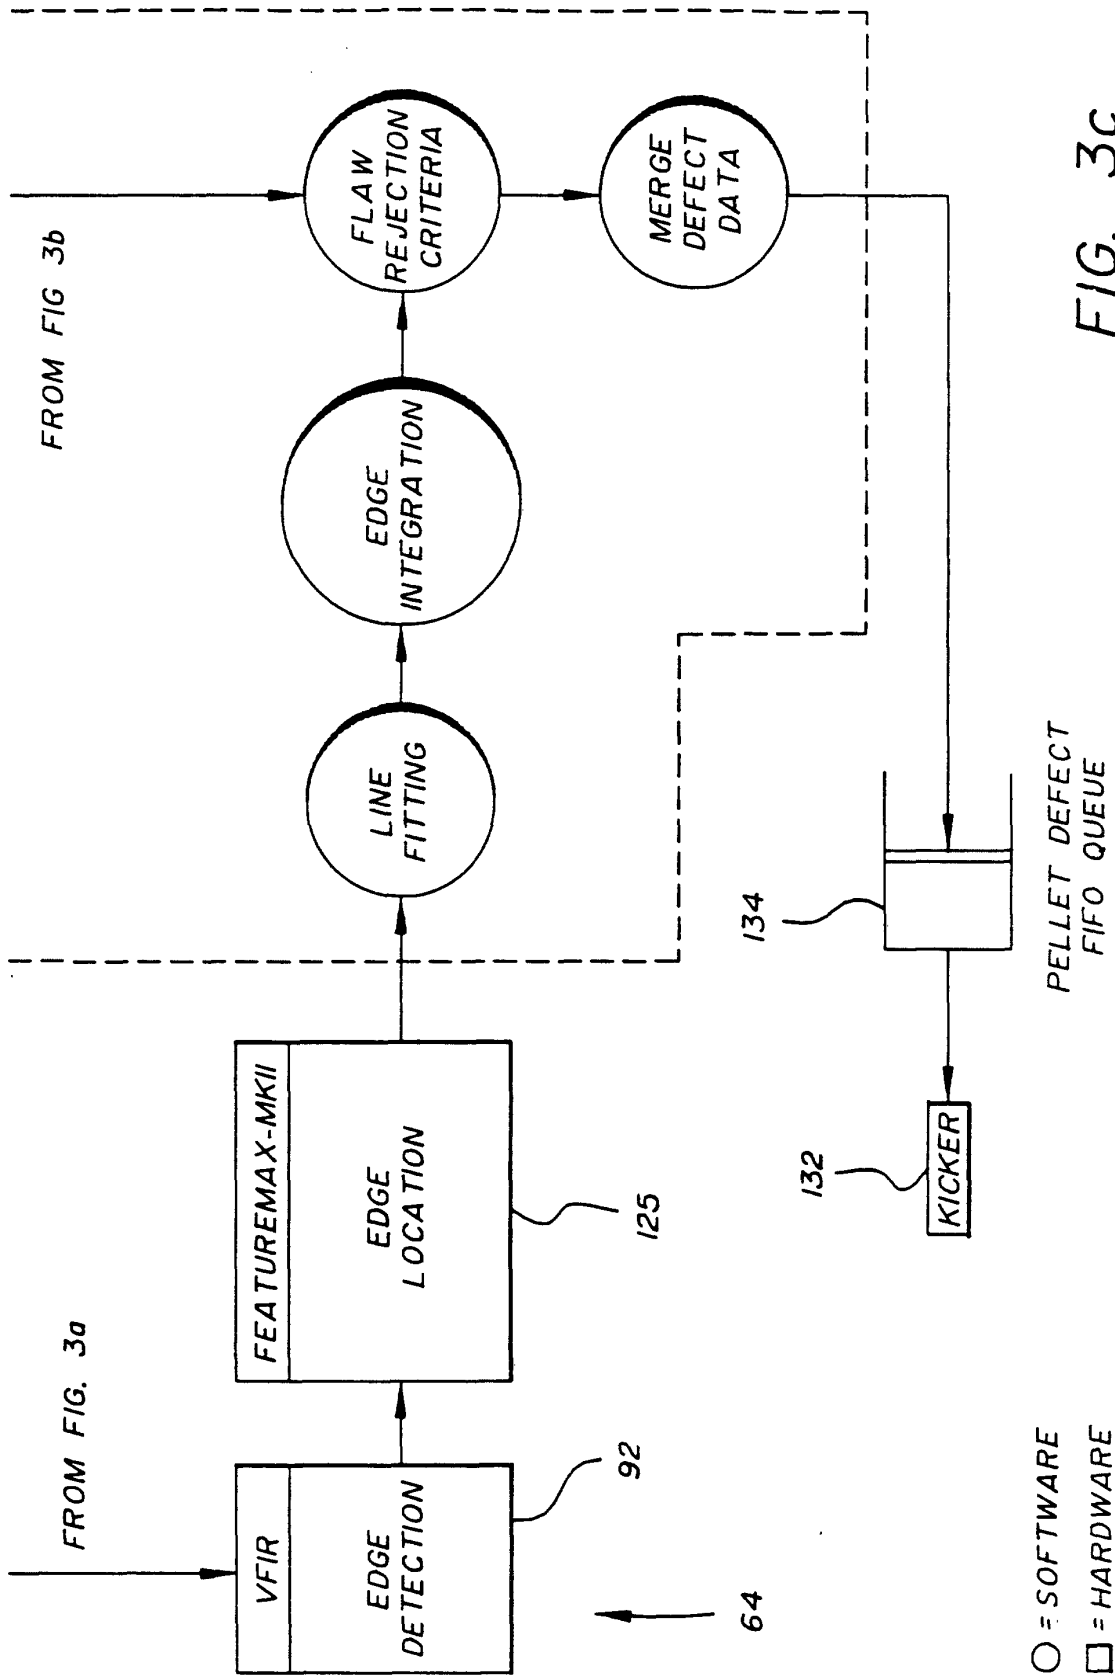 FROM FIG. 3a
FROM FIG 3b
VFIR
EDGE
DETECTION
92
64
FEATUREMAX-MKII
EDGE
LOCATION
125
LINE
FITTING
EDGE
INTEGRATION
FLAW
REJECTION
CRITERIA
MERGE
DEFECT
DATA
134
132
KICKER
PELLET DEFECT
FIFO QUEUE
= SOFTWARE
= HARDWARE
FIG. 3c